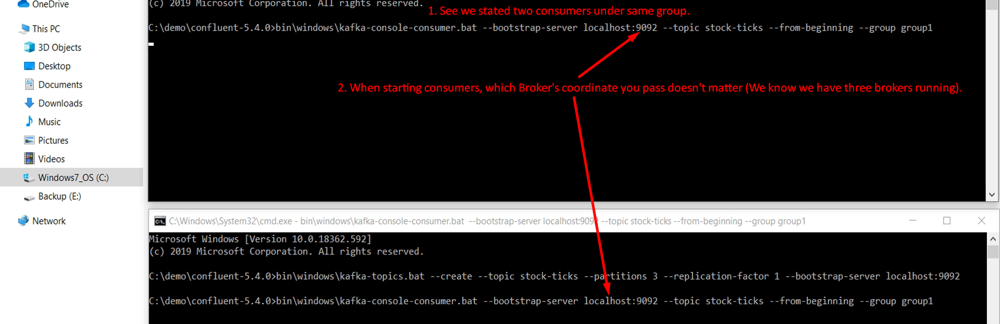 OneDrive
This PC
3D Objects
Desktop
Documents
Downloads
Music
Pictures
Videos
Windows7_OS (C:)
Backup (E:)
Network
(c) 2019 Microsoft Corporation. All rights reserved.
1. See we stated two consumers under same group.
C:\demo\confluent-5.4.0>bin\windows\kafka-console-consumer.bat --bootstrap-server localhost:9092 --topic stock-ticks --from-beginning --group group1
2. When starting consumers, which Broker's coordinate you pass doesn't matter (We know we have three brokers running).
C:\Windows\System32\cmd.exe - bin\windows\kafka-console-consumer.bat --bootstrap-server localhost:9092 --topic stock-ticks --from-beginning --group group1
Microsoft Windows [Version 10.0.18362.592]
(c) 2019 Microsoft Corporation. All rights reserved.
C:\demo\confluent-5.4.0>bin\windows\kafka-topics.bat --create --topic stock-ticks --partitions 3 --replication-factor 1 --bootstrap-server localhost:9092
C:\demo\confluent-5.4.0>bin\windows\kafka-console-consumer.bat --bootstrap-server localhost:9092 --topic stock-ticks --from-beginning --group group1